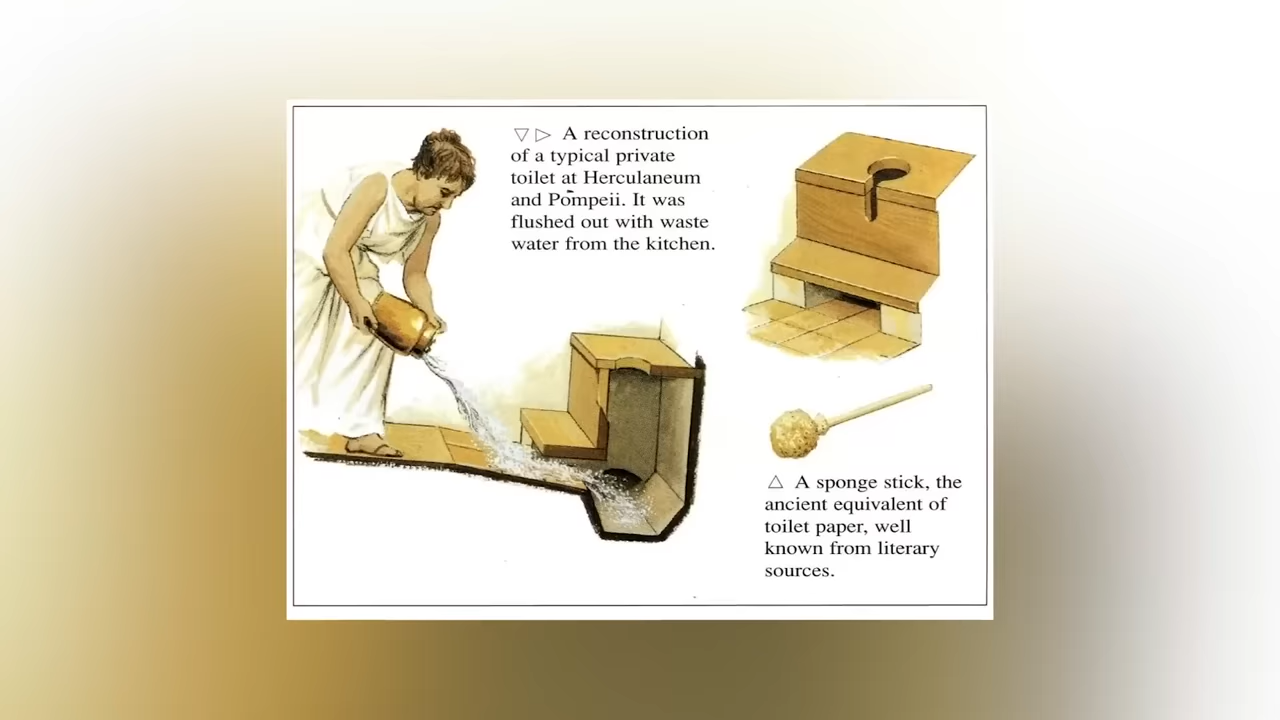 ▽ ▷ A reconstruction
of a typical private
toilet at Herculaneum
and Pompeii. It was
flushed out with waste
water from the kitchen.
△ A sponge stick, the
ancient equivalent of
toilet paper, well
known from literary
sources.